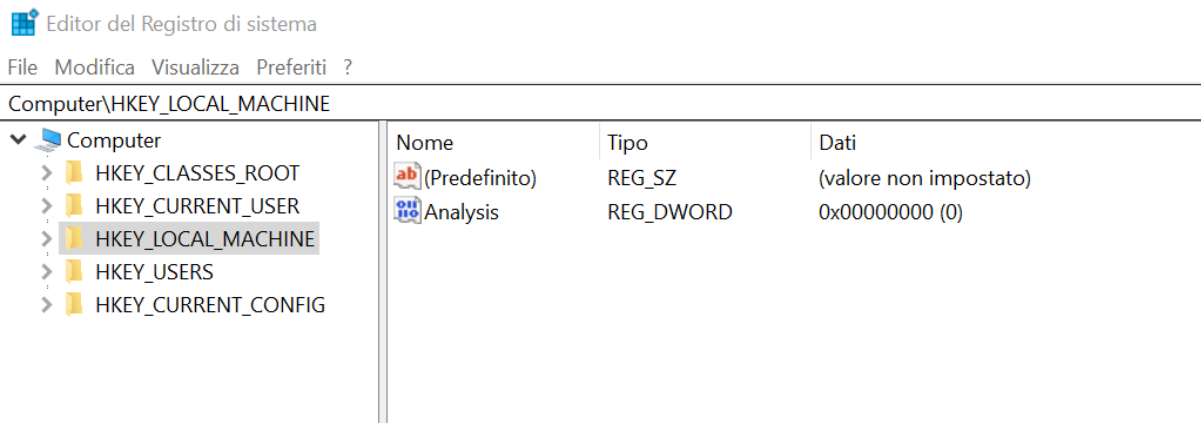 Editor del Registro di sistema
File Modifica Visualizza Preferiti ?
Computer\HKEY_LOCAL_MACHINE
Computer
HKEY_CLASSES_ROOT
HKEY_CURRENT_USER
HKEY_LOCAL_MACHINE
HKEY_USERS
HKEY_CURRENT_CONFIG
Nome Tipo Dati
(Predefinito) REG_SZ (valore non impostato)
Analysis REG_DWORD 0x00000000 (0)